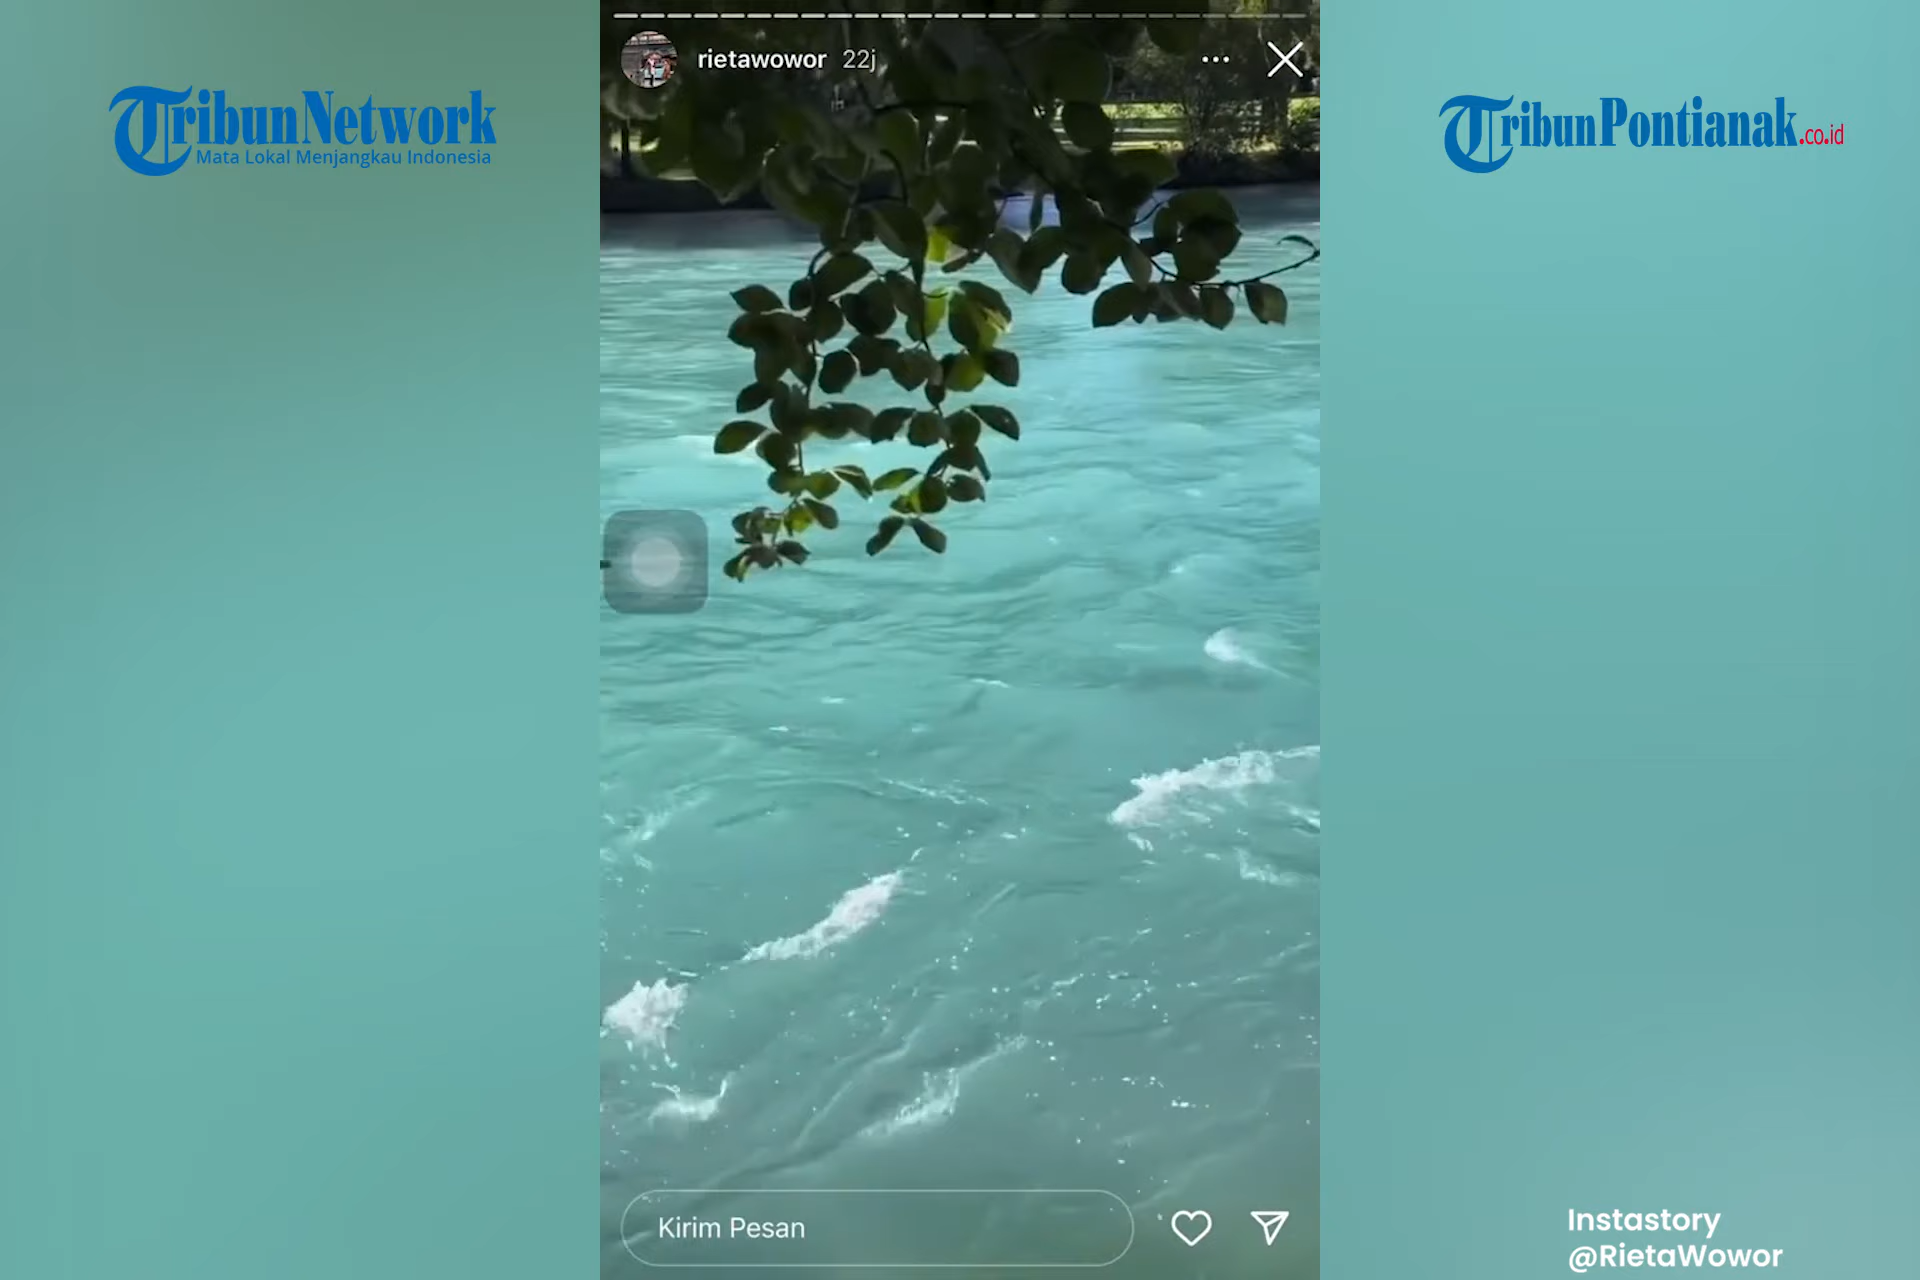 TribunNetwork
Mata Lokal Menjangkau Indonesia
rietawowor 22j
TribunPontianak.co.id
Kirim Pesan
Instastory
@RietaWowor